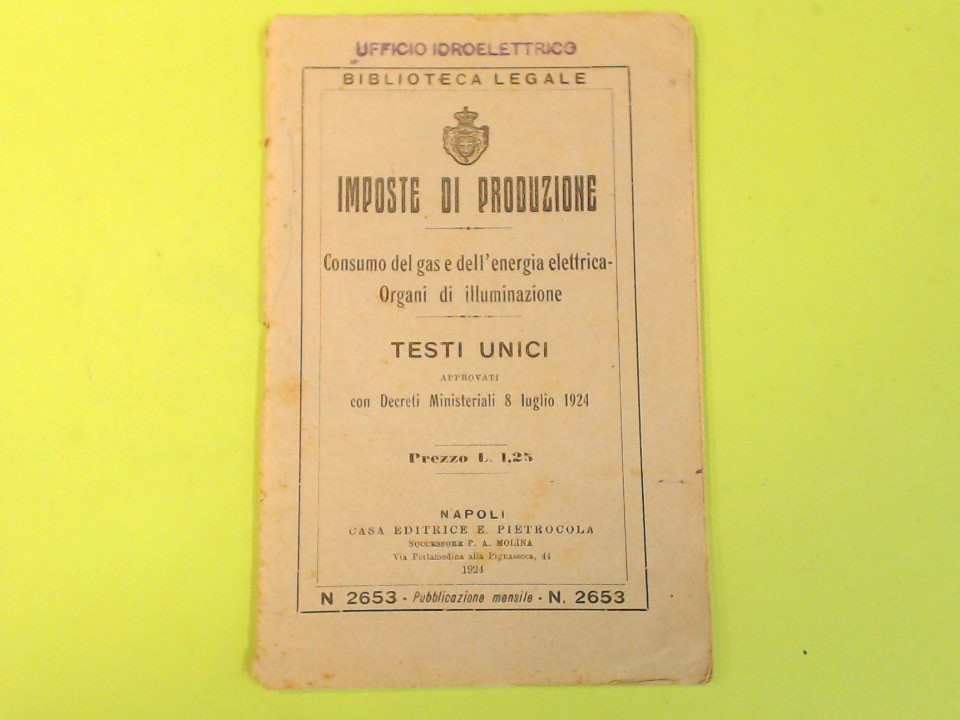 UFFICIO IDROELETTRICO
BIBLIOTECA LEGALE
IMPOSTE DI PRODUZIONE
Consumo del gas e dell'energia elettrica-
Organi di illuminazione
TESTI UNICI
APPROVATI
con Decreti Ministeriali 8 luglio 1924
Prezzo L. 1,25
NAPOLI
CASA EDITRICE E. PIETROCOLA
SUCCESSORE P. A. MOLINA
Via Portamedina alla Pignasecca, 44
1924
N 2653 - Pubblicazione mensile - N. 2653